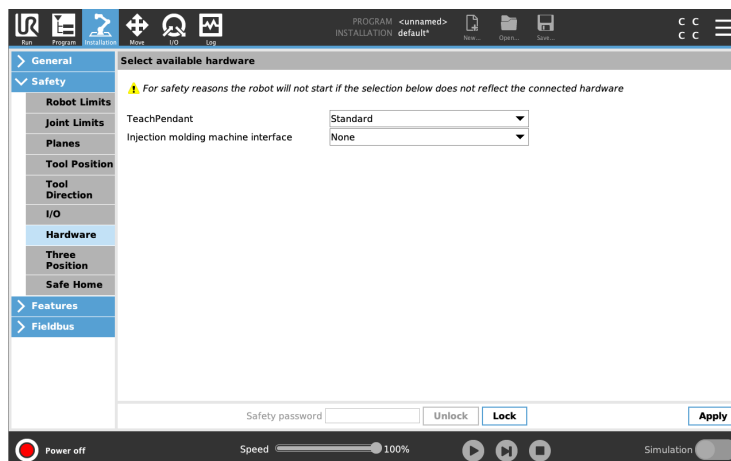 UR
Run
Program
Installation
Move
I/O
Log
PROGRAM <unnamed>
INSTALLATION default*
New...
Open...
Save...
C C
C C
General
Safety
Robot Limits
Joint Limits
Planes
Tool Position
Tool
Direction
I/O
Hardware
Three
Position
Safe Home
Features
Fieldbus
Select available hardware
For safety reasons the robot will not start if the selection below does not reflect the connected hardware
TeachPendant Standard
Injection molding machine interface None
Safety password Unlock Lock Apply
Power off Speed 100% Simulation